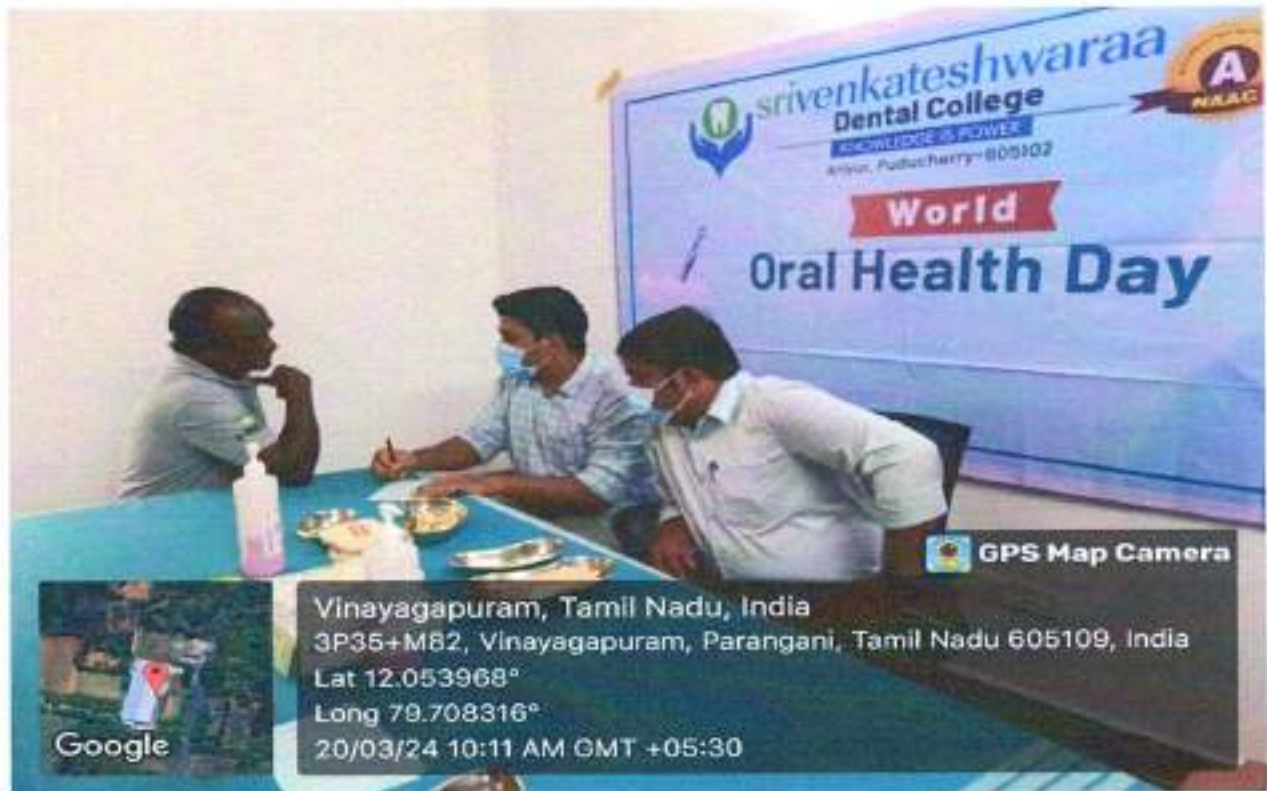 srivenkateshwaraa
Dental College
KNOWLEDGE IS POWER
Ariyur, Puducherry-605102
A
NAAC
World
Oral Health Day
GPS Map Camera
Vinayagapuram, Tamil Nadu, India
3P35+M82, Vinayagapuram, Parangani, Tamil Nadu 605109, India
Lat 12.053968°
Long 79.708316°
20/03/24 10:11 AM GMT +05:30
Google